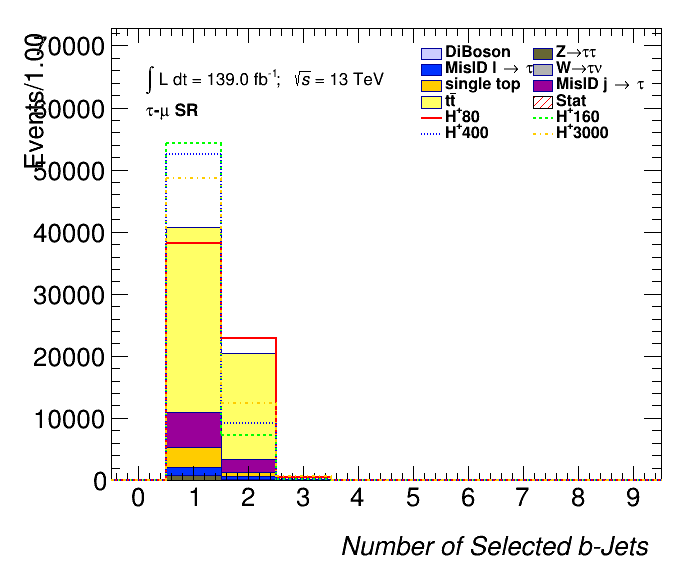 Events/1.00
70000
60000
50000
40000
30000
20000
10000
0
∫ L dt = 139.0 fb⁻¹; √s = 13 TeV
τ-μ SR
DiBoson
Z→ττ
MisID l → τ
W→τν
single top
MisID j → τ
tt̄
Stat
H⁺80
H⁺160
H⁺400
H⁺3000
0 1 2 3 4 5 6 7 8 9
Number of Selected b-Jets